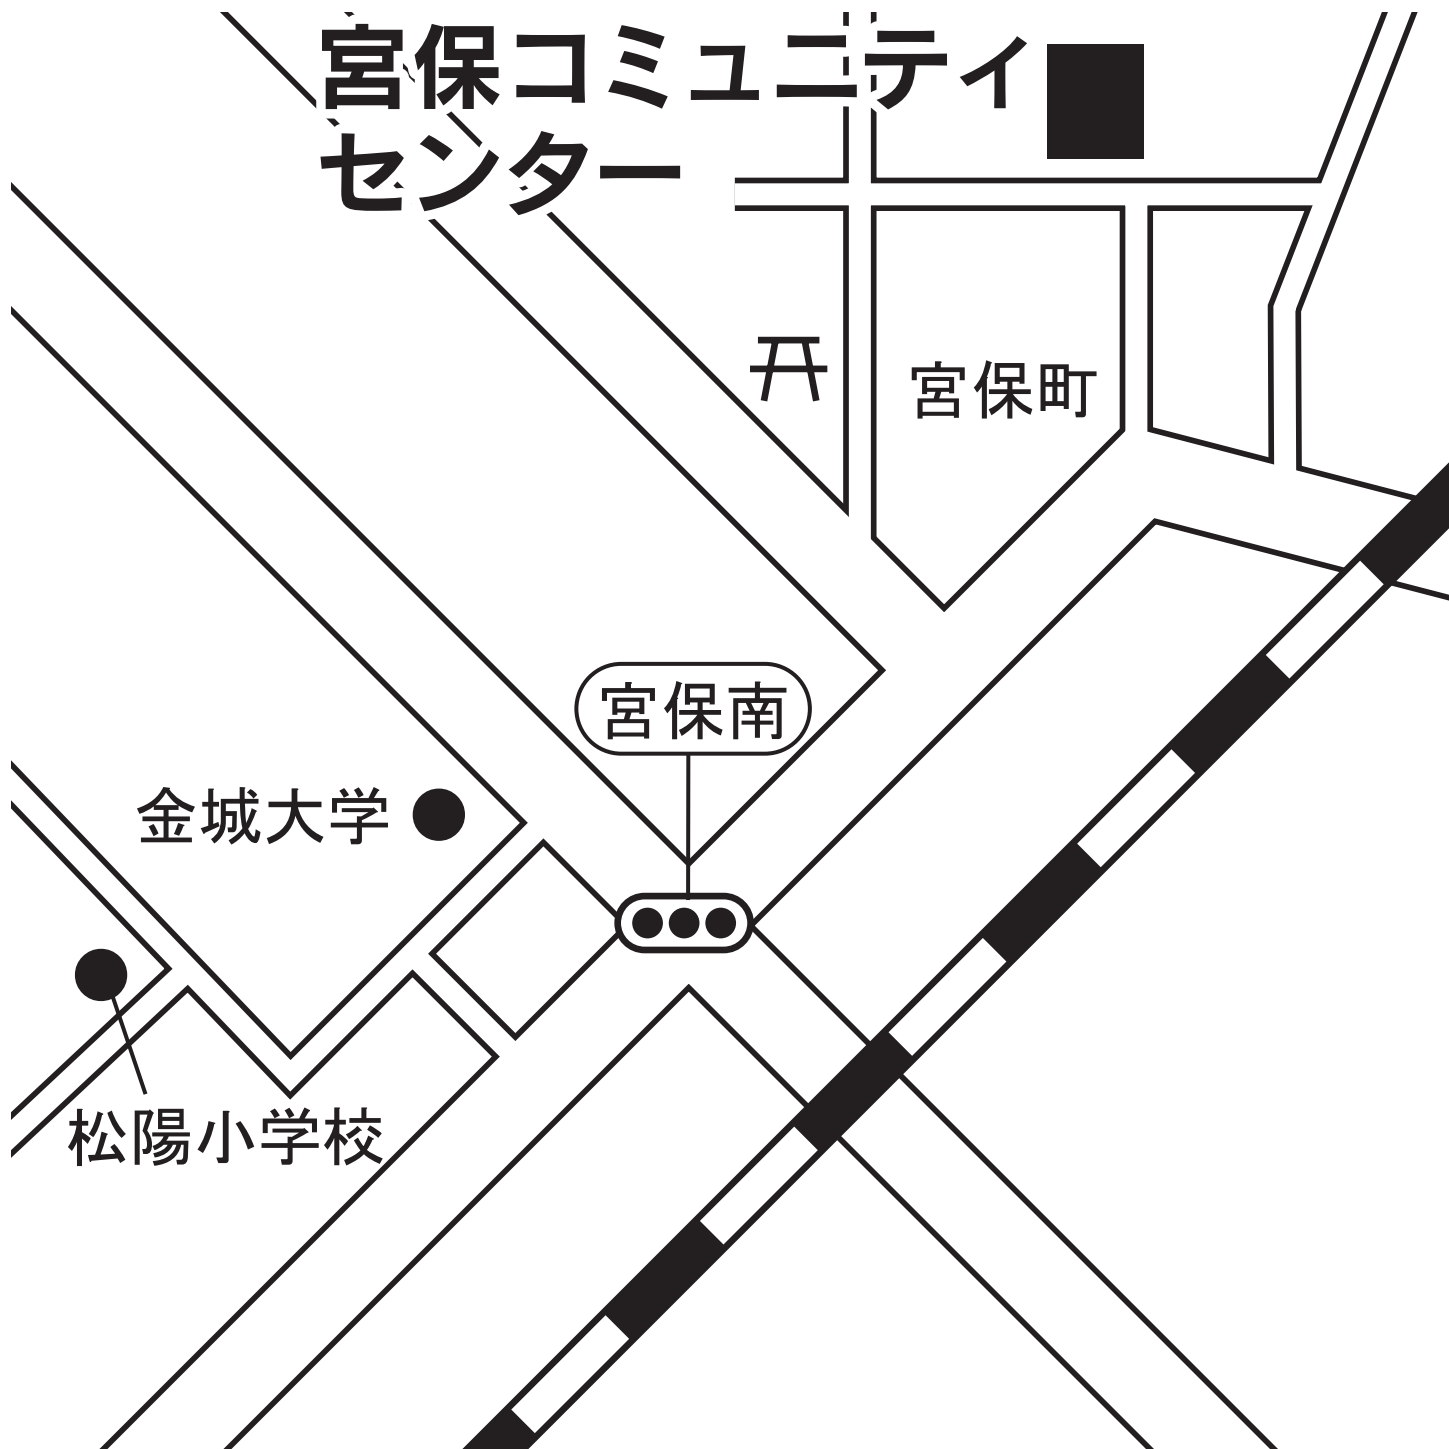 宮保コミュニティ
センター
宮保町
宮保南
金城大学
松陽小学校